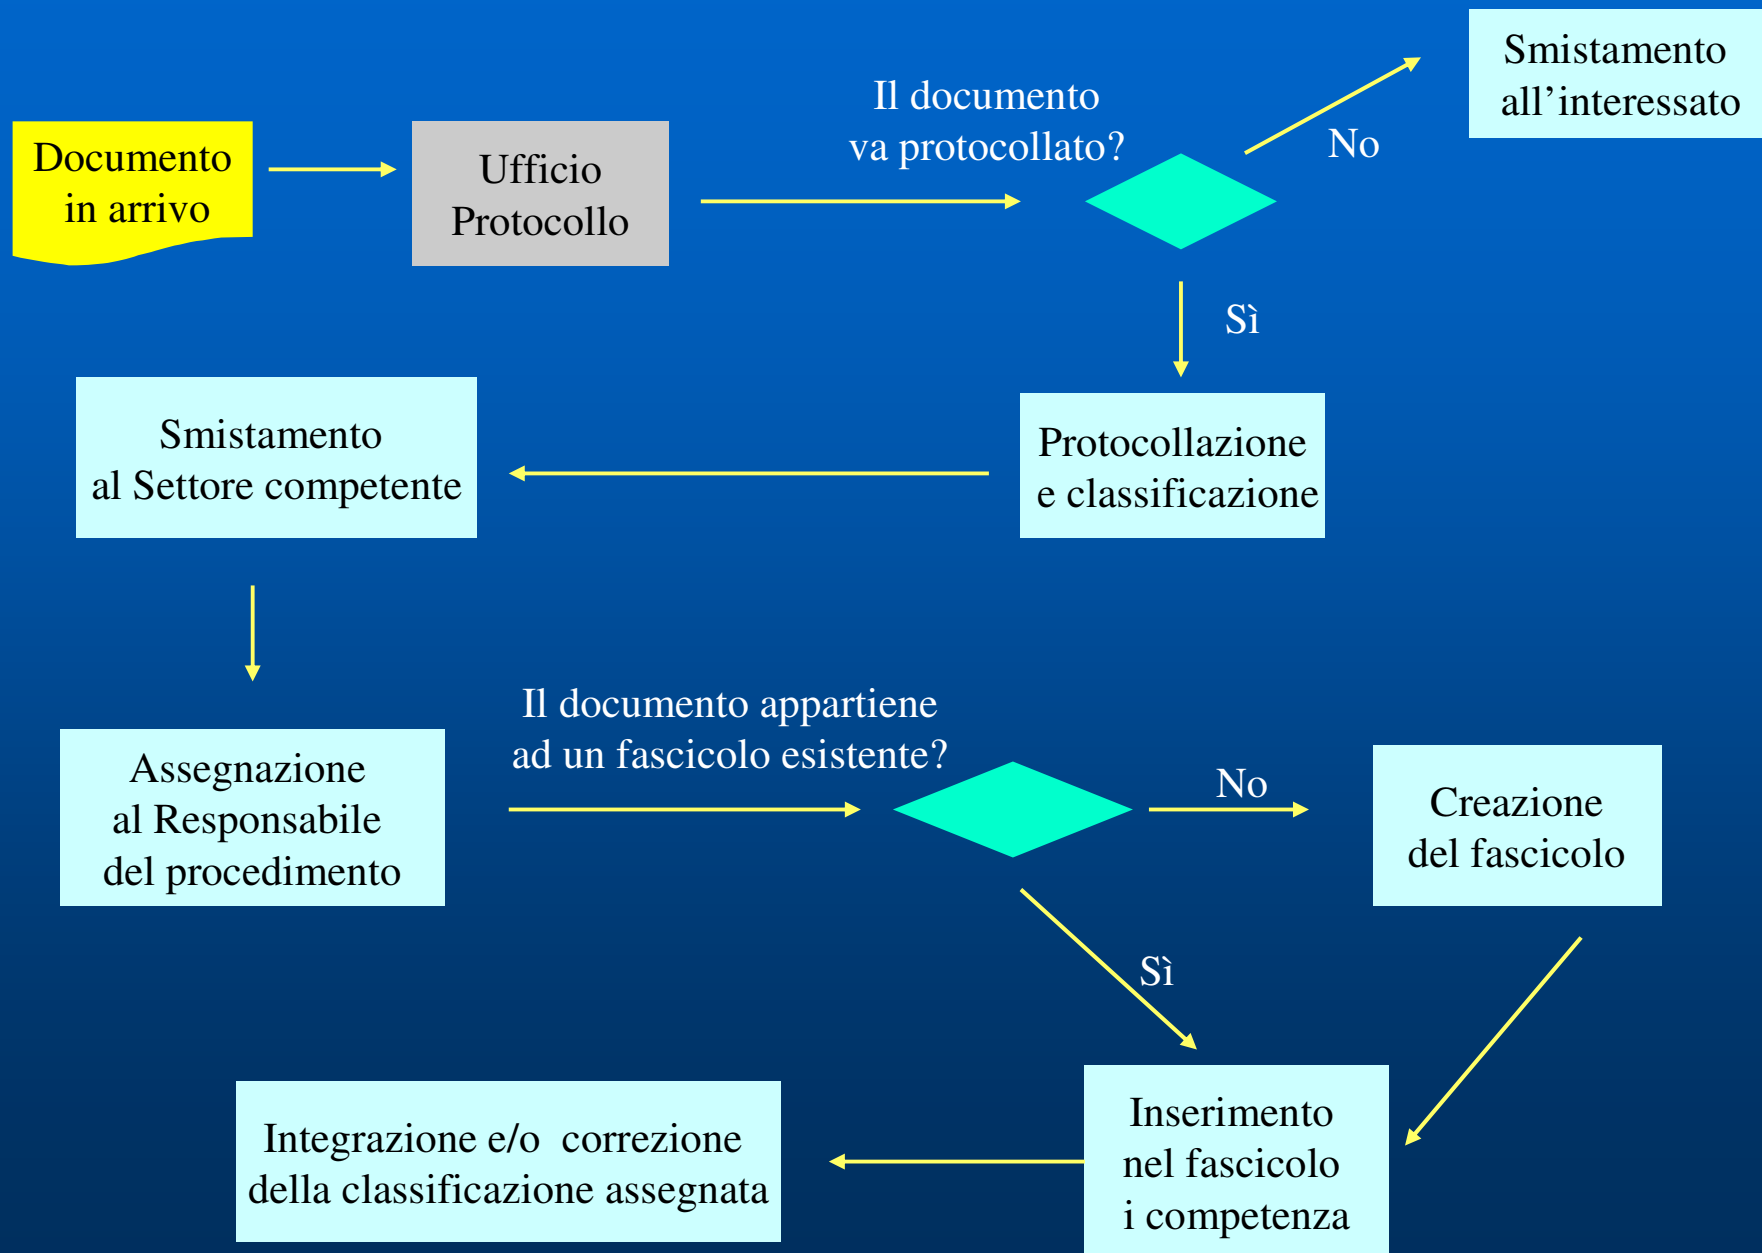 Documento
in arrivo
Ufficio
Protocollo
Il documento
va protocollato?
No
Smistamento
all’interessato
Sì
Protocollazione
e classificazione
Smistamento
al Settore competente
Assegnazione
al Responsabile
del procedimento
Il documento appartiene
ad un fascicolo esistente?
No
Creazione
del fascicolo
Sì
Inserimento
nel fascicolo
i competenza
Integrazione e/o correzione
della classificazione assegnata